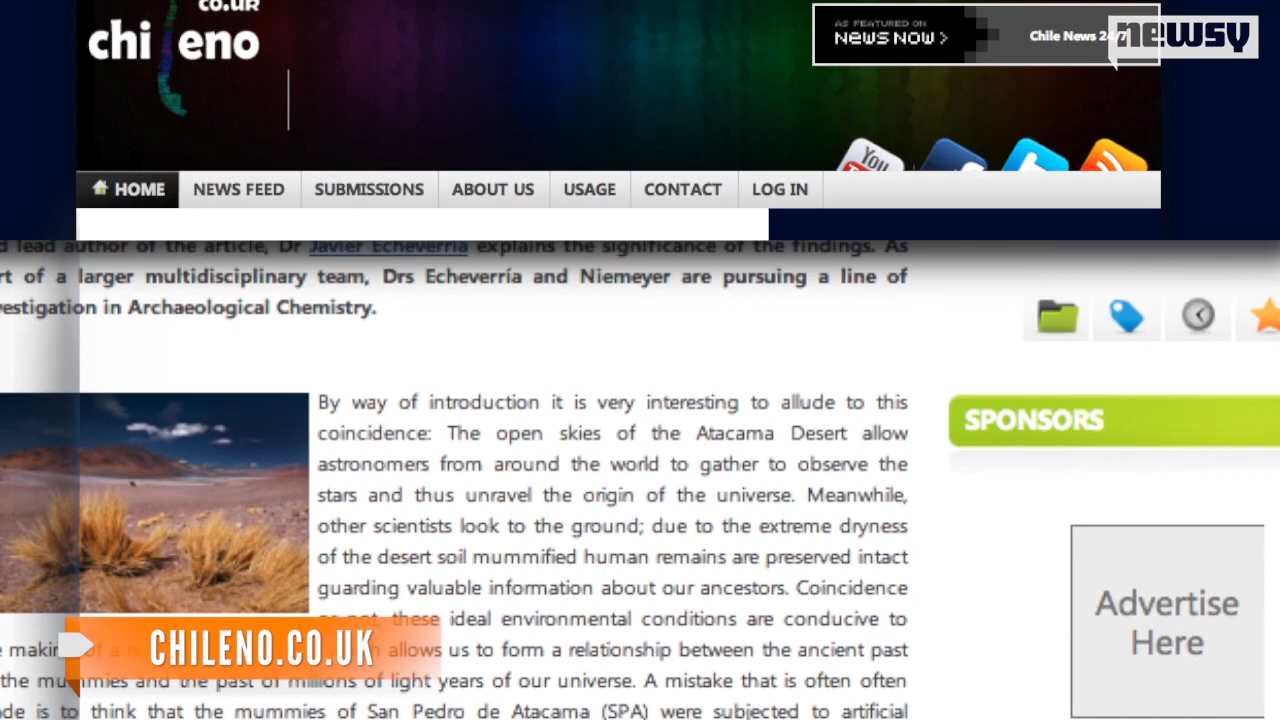 co.uk
chi eno
AS FEATURED ON
NEWS NOW >
Chile News 24/7
newsy
You
HOME NEWS FEED SUBMISSIONS ABOUT US USAGE CONTACT LOG IN
lead author of the article, Dr Javier Echeverría explains the significance of the findings. As
of a larger multidisciplinary team, Drs Echeverría and Niemeyer are pursuing a line of
in Archaeological Chemistry.
By way of introduction it is very interesting to allude to this
coincidence: The open skies of the Atacama Desert allow
astronomers from around the world to gather to observe the
stars and thus unravel the origin of the universe. Meanwhile,
other scientists look to the ground; due to the extreme dryness
of the desert soil mummified human remains are preserved intact
guarding valuable information about our ancestors. Coincidence
or not, these ideal environmental conditions are conducive to
allows us to form a relationship between the ancient past
the mummies and the past of millions of light years of our universe. A mistake that is often often
is to think that the mummies of San Pedro de Atacama (SPA) were subjected to artificial
SPONSORS
Advertise
Here
CHILENO.CO.UK